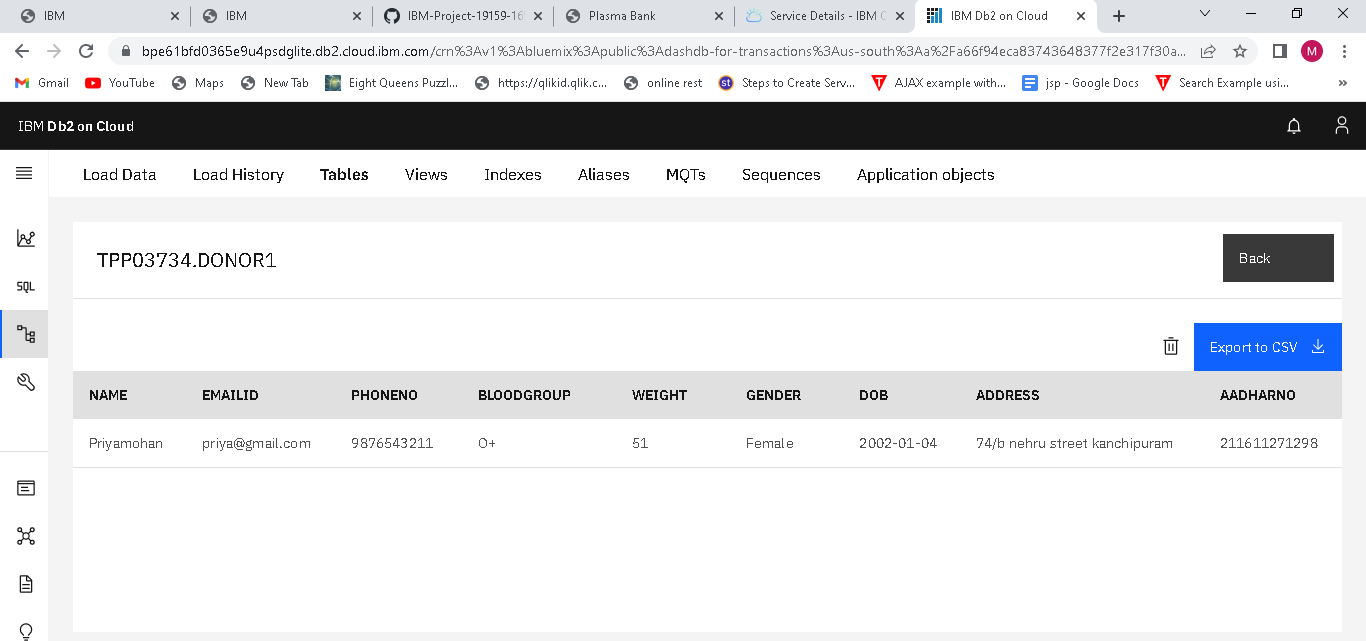 IBM IBM IBM-Project-19159-16 Plasma Bank Service Details - IBM C IBM Db2 on Cloud
bpe61bfd0365e9u4psdglite.db2.cloud.ibm.com/crn%3Av1%3Abluemix%3Apublic%3Adashdb-for-transactions%3Aus-south%3Aa%2Fa66f94eca83743648377f2e317f30a... M
Gmail YouTube Maps New Tab Eight Queens Puzzl... https://qlikid.qlik.c... online rest st Steps to Create Serv... AJAX example with... jsp - Google Docs Search Example usi... »
IBM Db2 on Cloud
Load Data Load History Tables Views Indexes Aliases MQTs Sequences Application objects
TPP03734.DONOR1 Back
SQL
Export to CSV
NAME EMAILID PHONENO BLOODGROUP WEIGHT GENDER DOB ADDRESS AADHARNO
Priyamohan priya@gmail.com 9876543211 O+ 51 Female 2002-01-04 74/b nehru street kanchipuram 211611271298